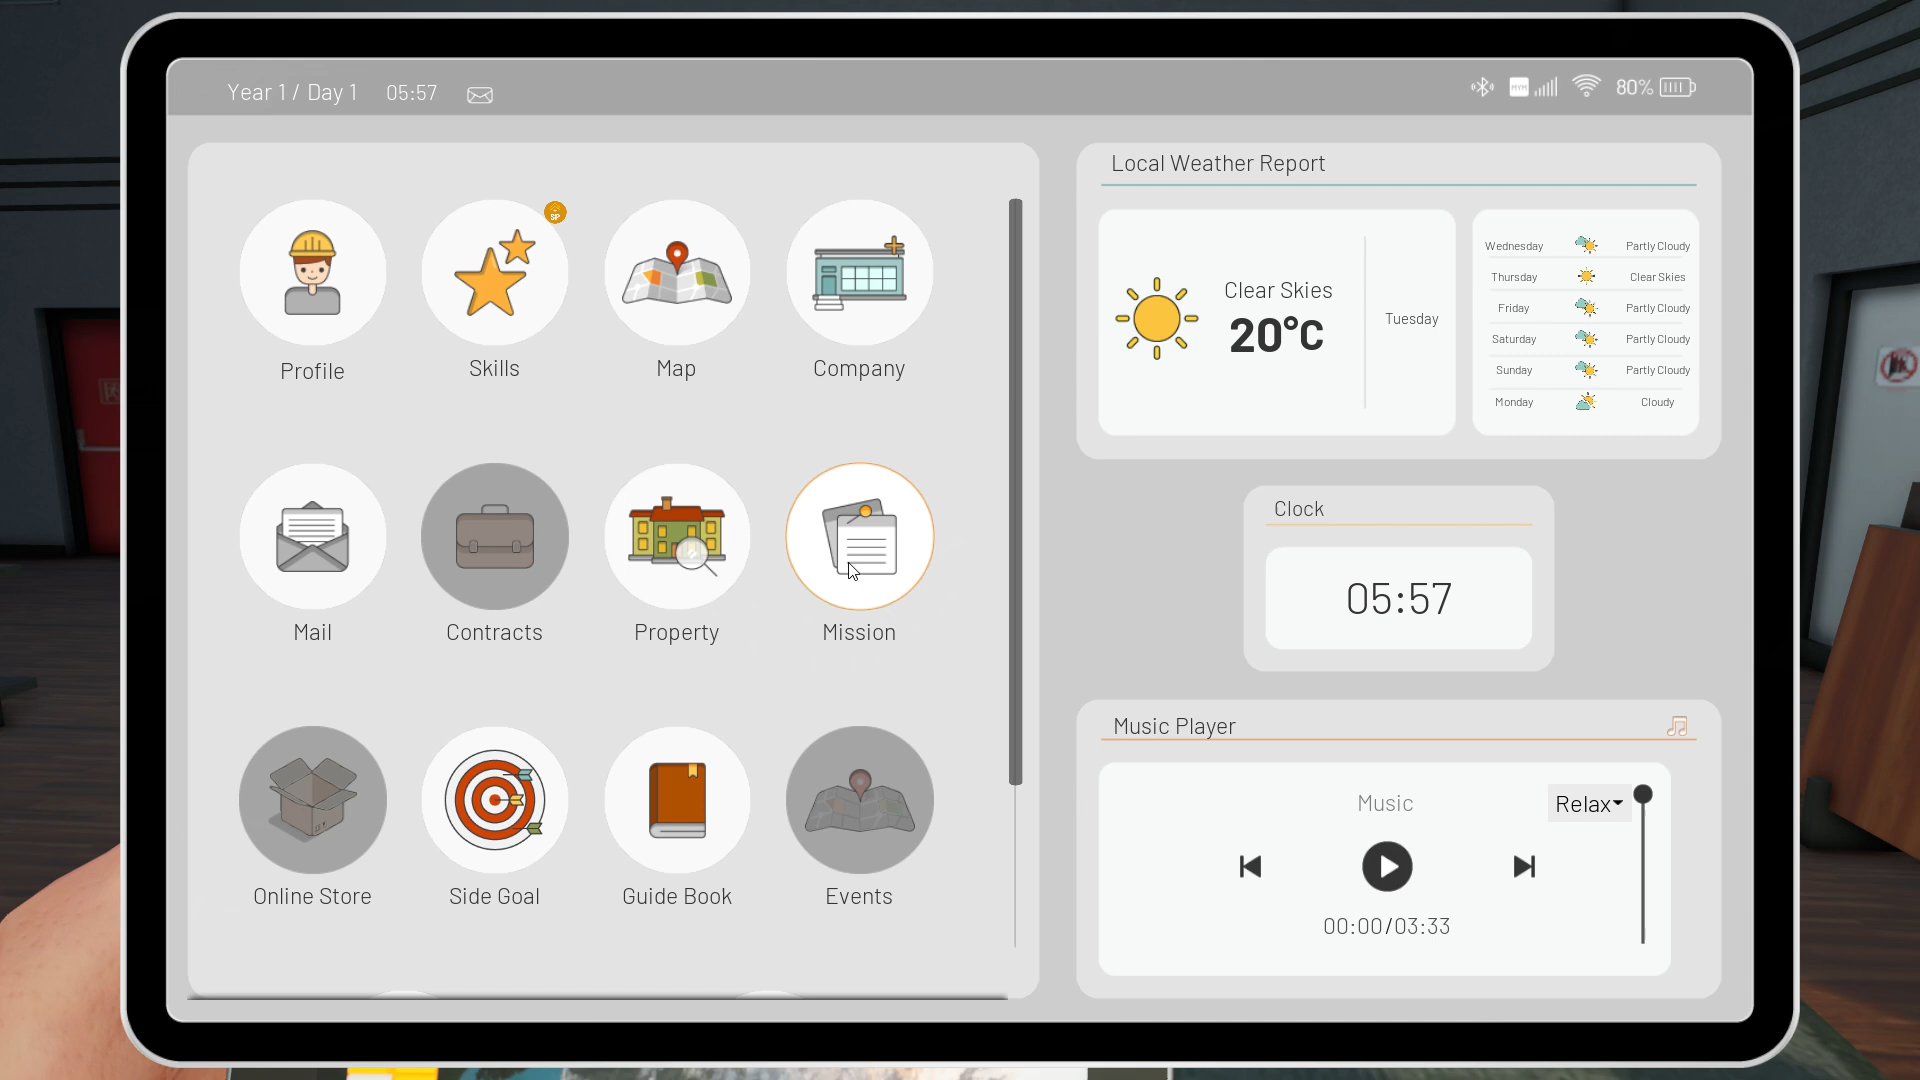 Year 1 / Day 1 05:57
MYM 80%
SP
Profile Skills Map Company
Mail Contracts Property Mission
Online Store Side Goal Guide Book Events
Local Weather Report
Clear Skies
20°C
Tuesday
Wednesday Partly Cloudy
Thursday Clear Skies
Friday Partly Cloudy
Saturday Partly Cloudy
Sunday Partly Cloudy
Monday Cloudy
Clock
05:57
Music Player
Music
Relax
00:00/03:33